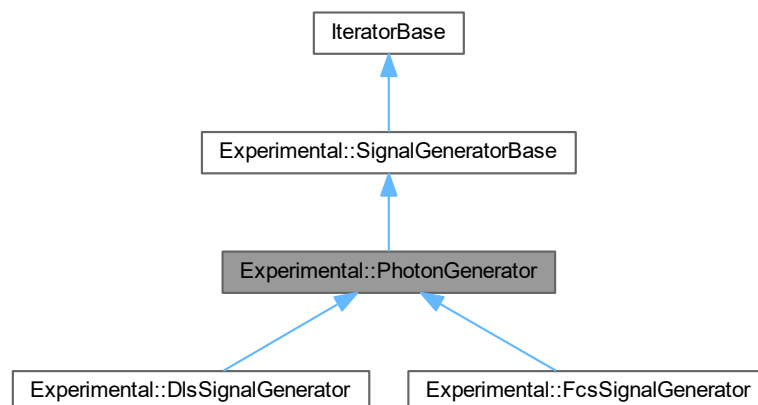 IteratorBase
Experimental::SignalGeneratorBase
Experimental::PhotonGenerator
Experimental::DlsSignalGenerator
Experimental::FcsSignalGenerator